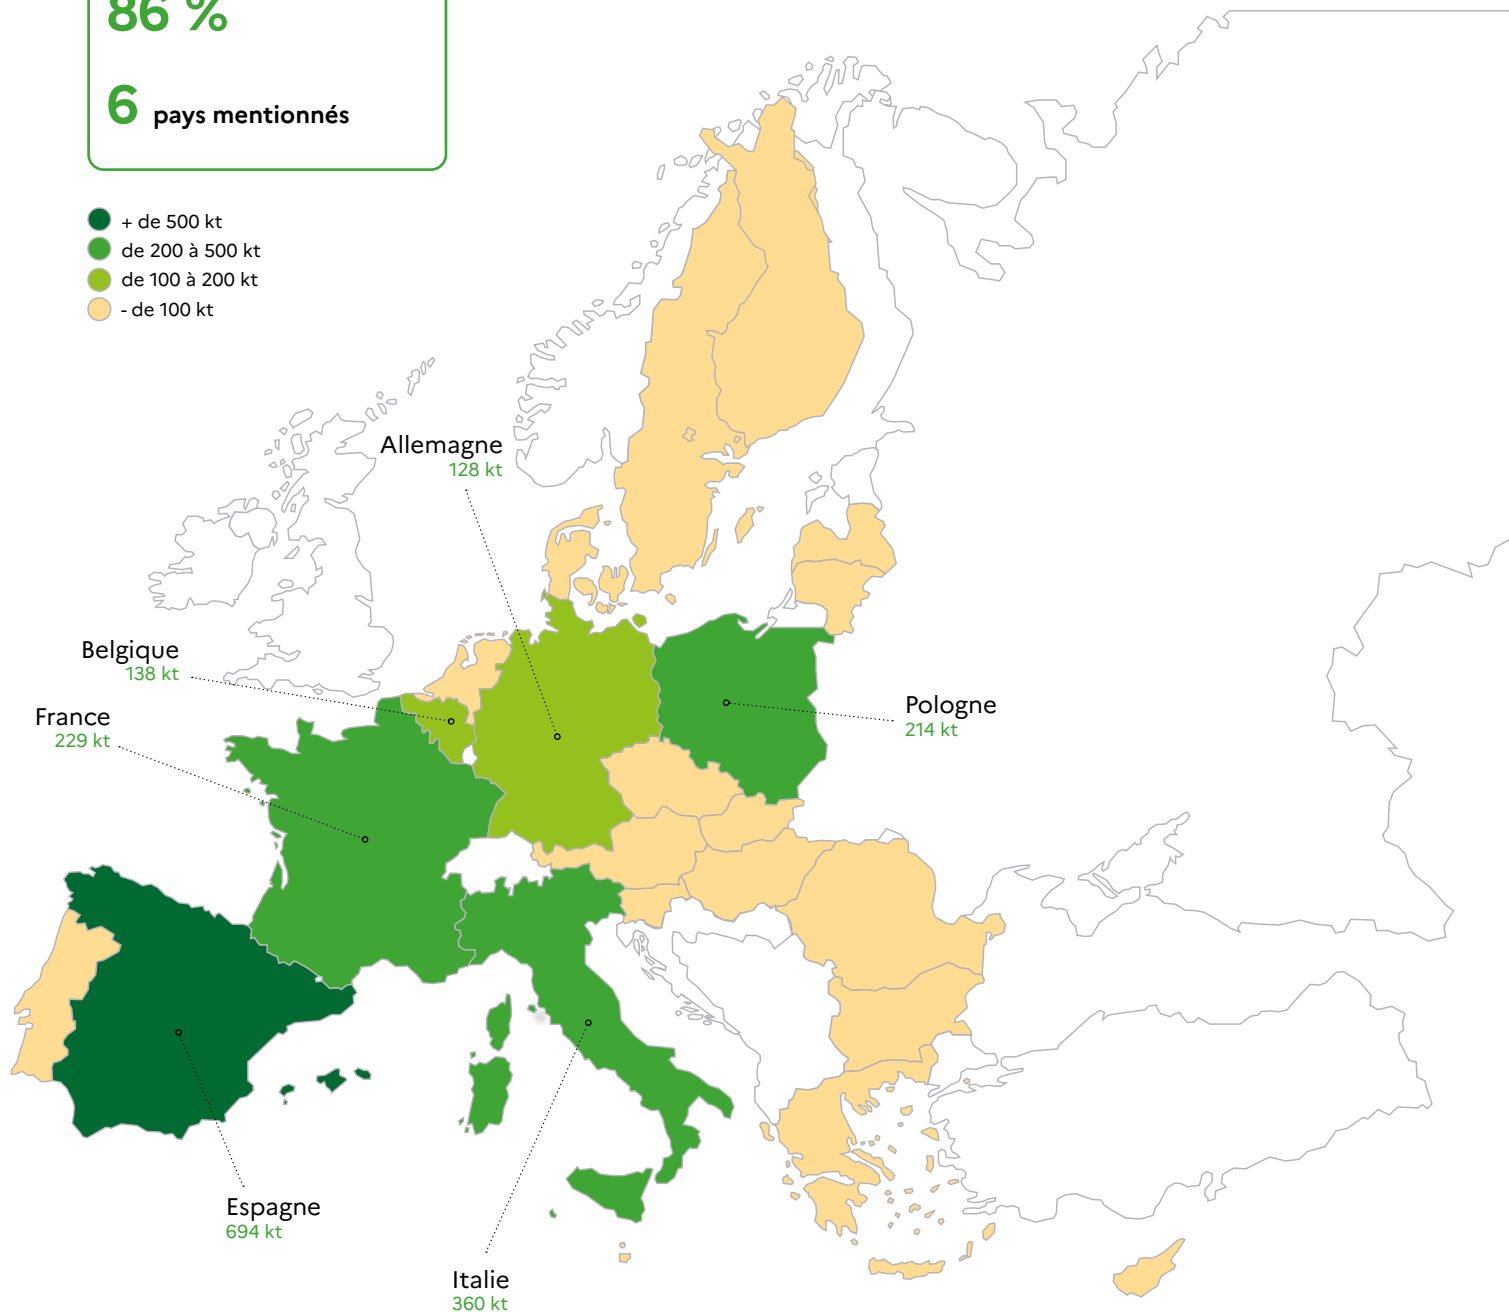 86 %
6 pays mentionnés
+ de 500 kt
de 200 à 500 kt
de 100 à 200 kt
- de 100 kt
Allemagne
128 kt
Belgique
138 kt
France
229 kt
Pologne
214 kt
Espagne
694 kt
Italie
360 kt